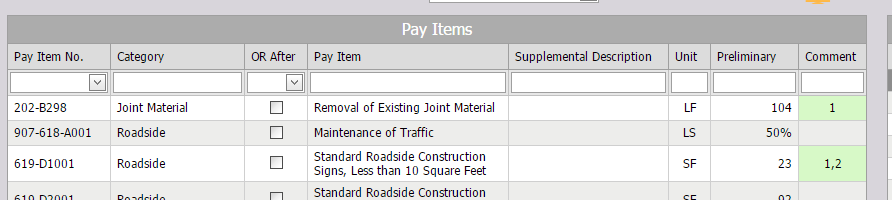 Pay Items
Pay Item No. Category OR After Pay Item Supplemental Description Unit Preliminary Comment
202-B298 Joint Material Removal of Existing Joint Material LF 104 1
907-618-A001 Roadside Maintenance of Traffic LS 50%
619-D1001 Roadside Standard Roadside Construction SF 23 1,2
Signs, Less than 10 Square Feet
Standard Roadside Construction
619-D2001 Roadside SF 92